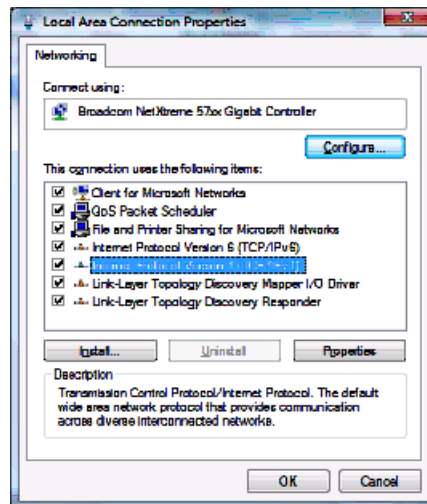 Local Area Connection Properties
Networking
Connect using:
Broadcom NetXtreme 57xx Gigabit Controller
Configure...
This connection uses the following items:
Client for Microsoft Networks
QoS Packet Scheduler
File and Printer Sharing for Microsoft Networks
Internet Protocol Version 6 (TCP/IPv6)
Internet Protocol Version
Link-Layer Topology Discovery Mapper I/O Driver
Link-Layer Topology Discovery Responder
Install... Uninstall Properties
Description
Transmission Control Protocol/Internet Protocol. The default
wide area network protocol that provides communication
across diverse interconnected networks.
OK Cancel